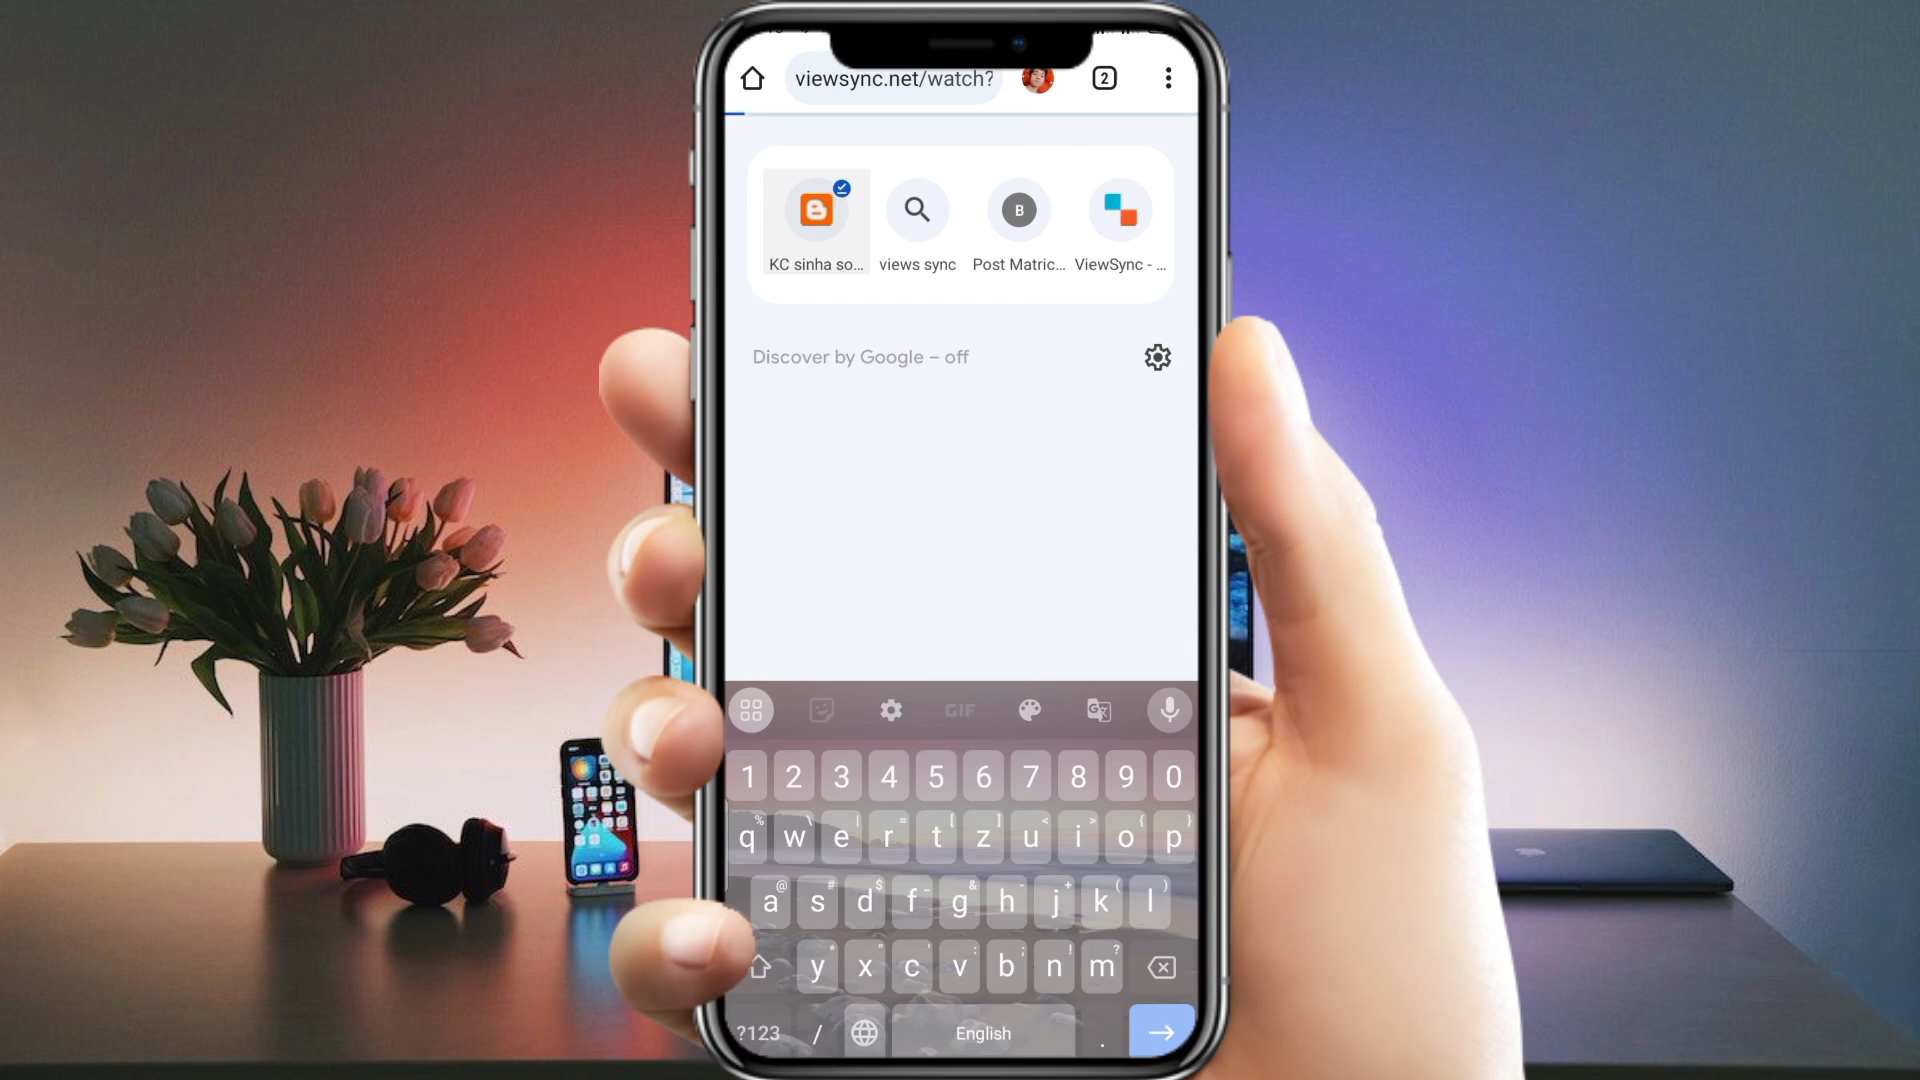 viewsync.net/watch?
2
B
KC sinha so... views sync Post Matric... ViewSync - ...
Discover by Google – off
GIF
1 2 3 4 5 6 7 8 9 0
q w e r t z u i o p
a s d f g h j k l
y x c v b n m
?123 / English .